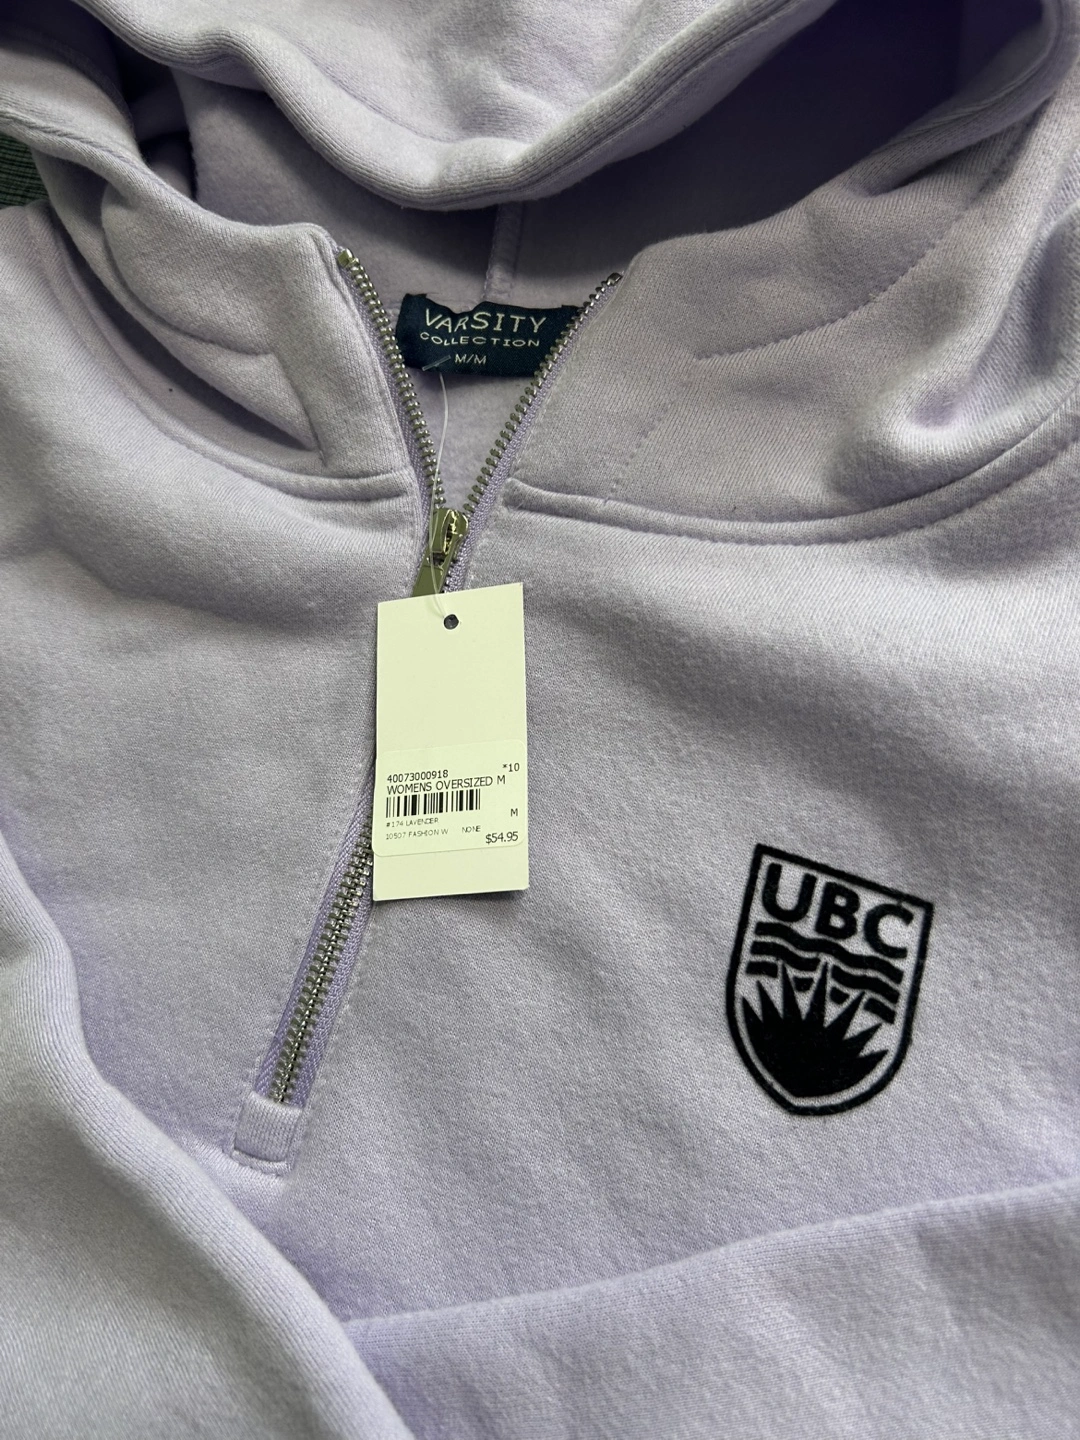 VARSITY
COLLECTION
M/M
40073000918 *10
WOMENS OVERSIZED M
#174 LAVENDER M
10507 FASHION W NONE $54.95
UBC